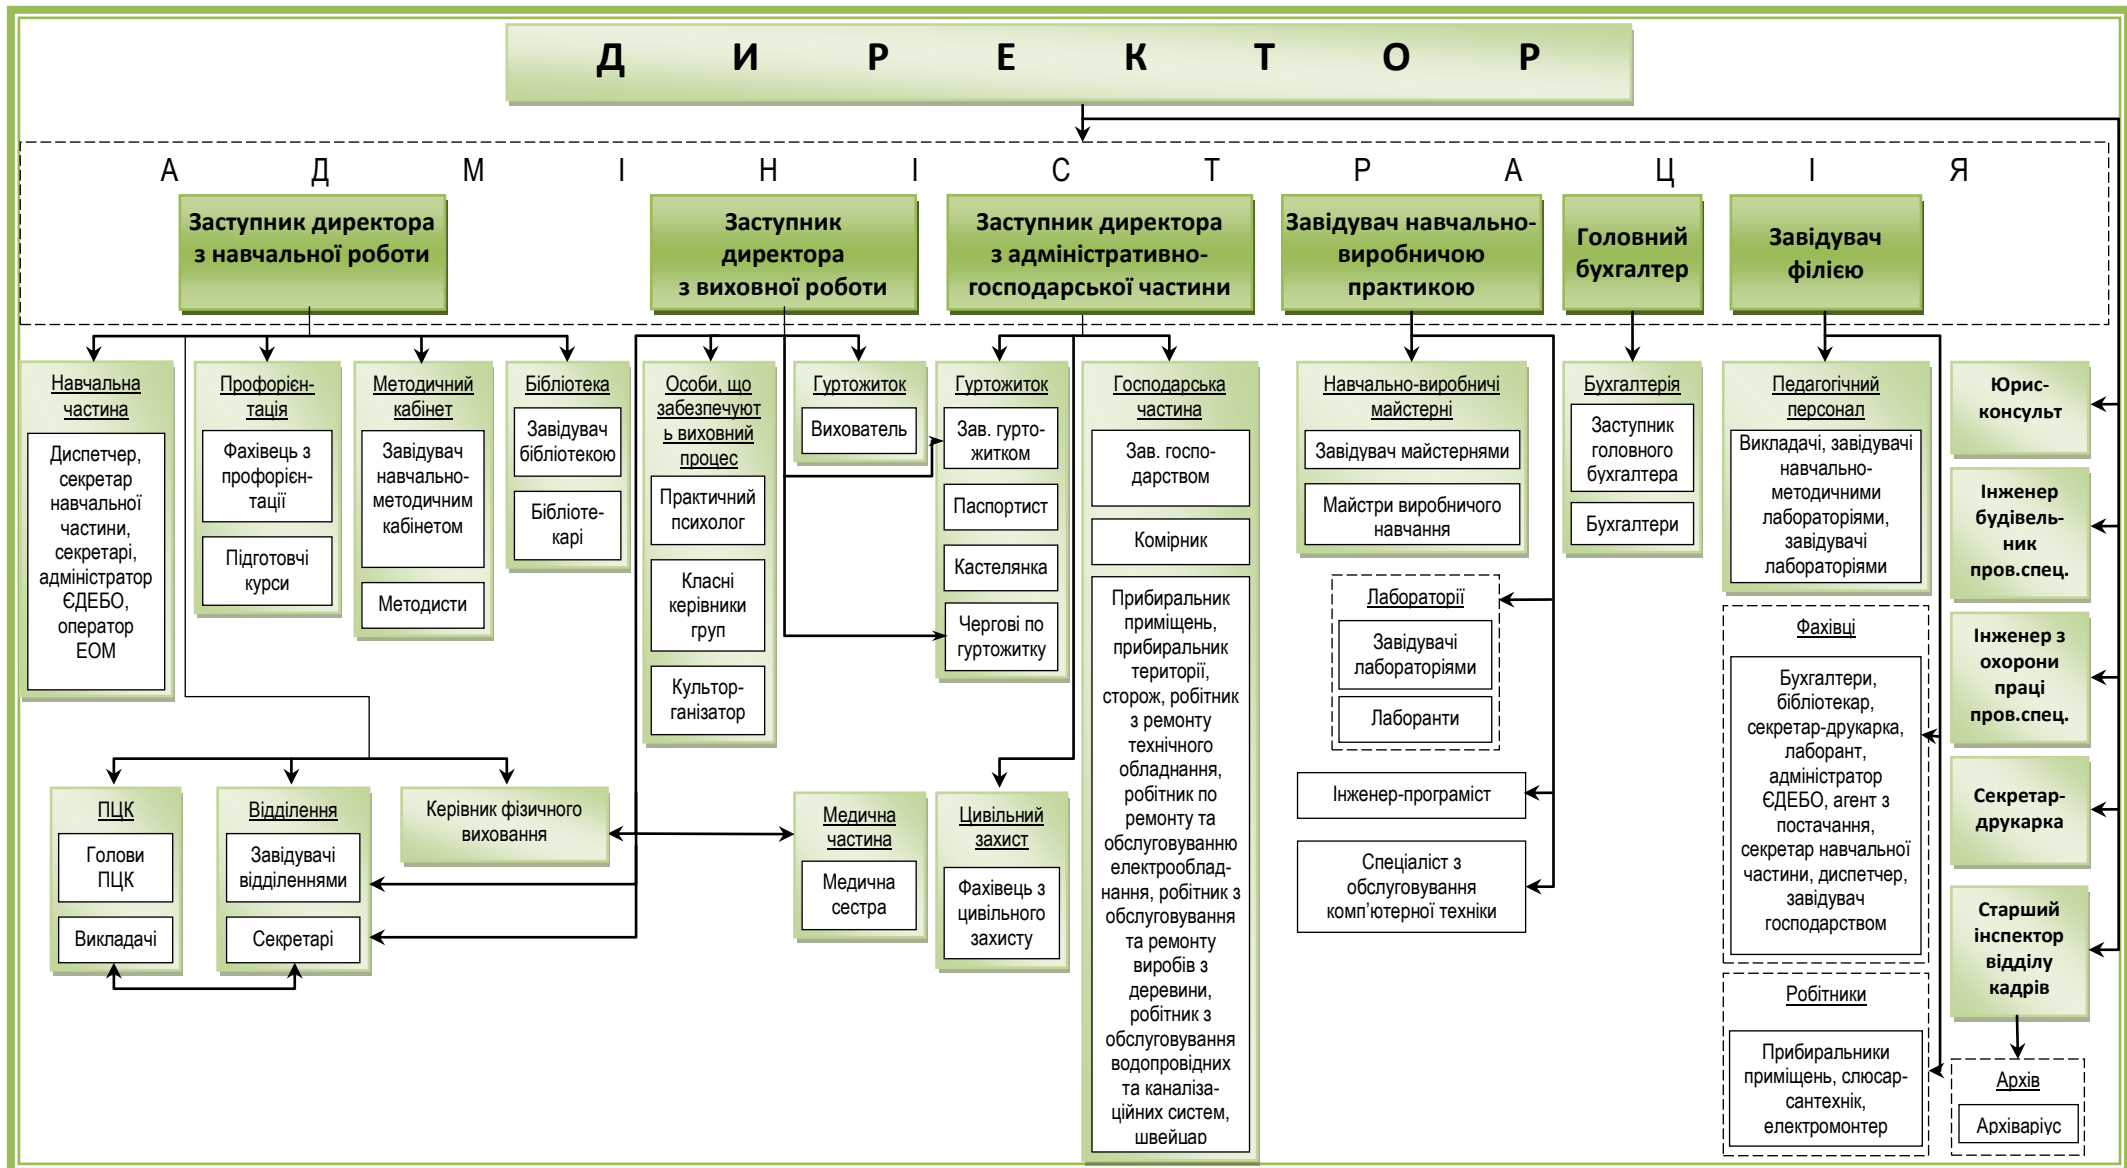 Д И Р Е К Т О Р
А Д М І Н І С Т Р А Ц І Я
Заступник директора
з навчальної роботи
Заступник
директора
з виховної роботи
Заступник директора
з адміністративно-
господарської частини
Завідувач навчально-
виробничою
практикою
Головний
бухгалтер
Завідувач
філією
Навчальна
частина
Диспетчер,
секретар
навчальної
частини,
секретарі,
адміністратор
ЄДЕБО,
оператор
ЕОМ
Профорієн-
тація
Фахівець з
профорієн-
тації
Підготовчі
курси
Методичний
кабінет
Завідувач
навчально-
методичним
кабінетом
Методисти
Бібліотека
Завідувач
бібліотекою
Бібліоте-
карі
Особи, що
забезпечуют
ь виховний
процес
Практичний
психолог
Класні
керівники
груп
Культор-
ганізатор
Гуртожиток
Вихователь
Гуртожиток
Зав. гурто-
житком
Паспортист
Кастелянка
Чергові по
гуртожитку
Господарська
частина
Зав. госпо-
дарством
Комірник
Прибиральник
приміщень,
прибиральник
території,
сторож, робітник
з ремонту
технічного
обладнання,
робітник по
ремонту та
обслуговуванню
електрооблад-
нання, робітник з
обслуговування
та ремонту
виробів з
деревини,
робітник з
обслуговування
водопровідних
та каналіза-
ційних систем,
швейцар
Навчально-виробничі
майстерні
Завідувач майстернями
Майстри виробничого
навчання
Лабораторії
Завідувачі
лабораторіями
Лаборанти
Інженер-програміст
Спеціаліст з
обслуговування
комп’ютерної техніки
Бухгалтерія
Заступник
головного
бухгалтера
Бухгалтери
Педагогічний
персонал
Викладачі, завідувачі
навчально-
методичними
лабораторіями,
завідувачі
лабораторіями
Фахівці
Бухгалтери,
бібліотекар,
секретар-друкарка,
лаборант,
адміністратор
ЄДЕБО, агент з
постачання,
секретар навчальної
частини, диспетчер,
завідувач
господарством
Робітники
Прибиральники
приміщень, слюсар-
сантехнік,
електромонтер
Юрис-
консульт
Інженер
будівель-
ник
пров.спец.
Інженер з
охорони
праці
пров.спец.
Секретар-
друкарка
Старший
інспектор
відділу
кадрів
Архів
Архіваріус
ПЦК
Голови
ПЦК
Викладачі
Відділення
Завідувачі
відділеннями
Секретарі
Керівник фізичного
виховання
Медична
частина
Медична
сестра
Цивільний
захист
Фахівець з
цивільного
захисту